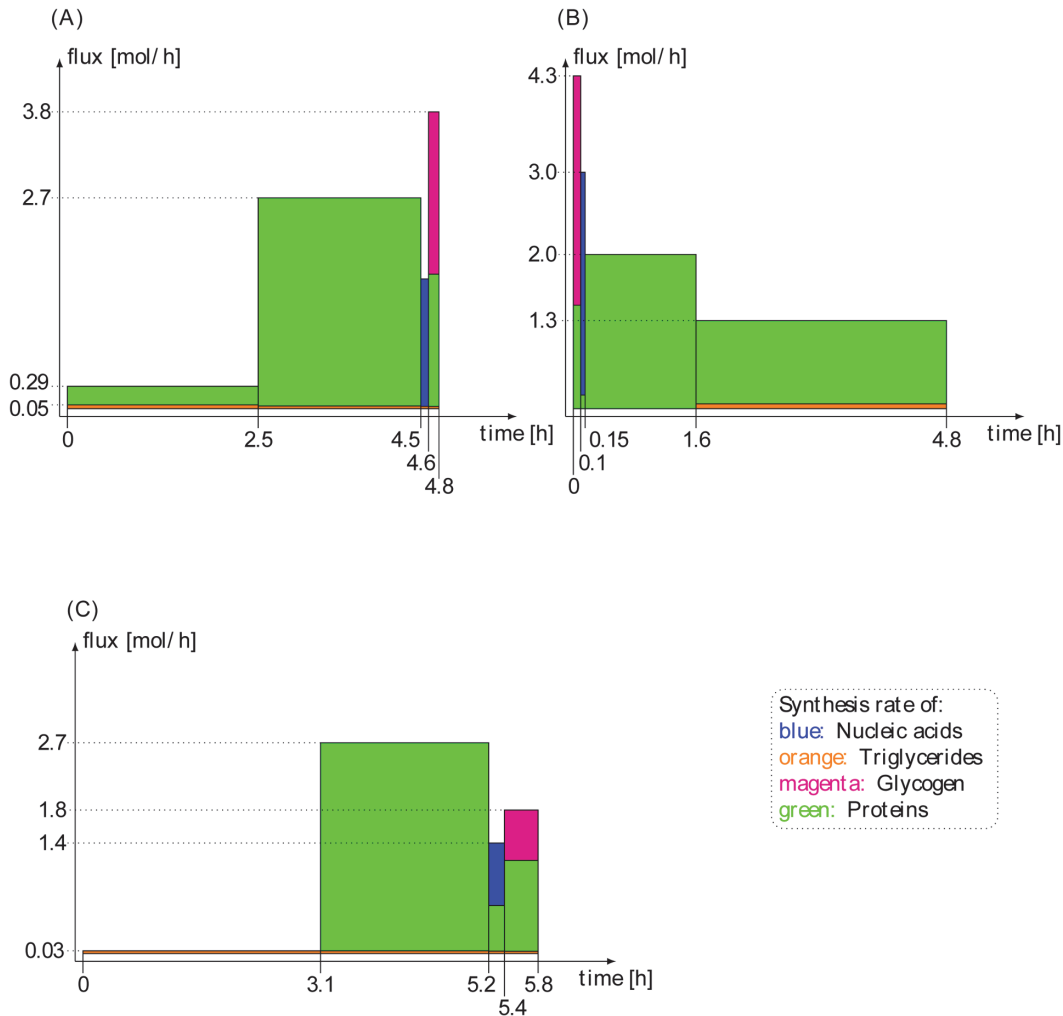 (A)
flux [mol/ h]
3.8
2.7
0.29
0.05
0
2.5
4.5
4.6
4.8
time [h]
(B)
flux [mol/ h]
4.3
3.0
2.0
1.3
0
0.1
0.15
1.6
4.8
time [h]
(C)
flux [mol/ h]
2.7
1.8
1.4
0.03
0
3.1
5.2
5.4
5.8
time [h]
Synthesis rate of:
blue: Nucleic acids
orange: Triglycerides
magenta: Glycogen
green: Proteins